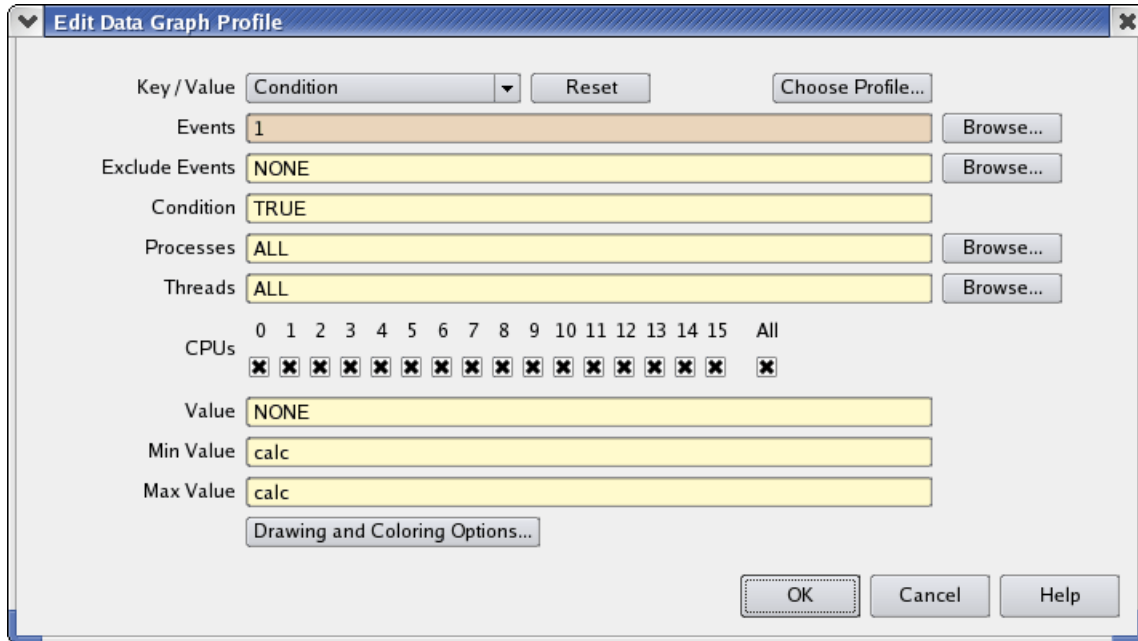 Edit Data Graph Profile
Key / Value Condition Reset Choose Profile...
Events 1 Browse...
Exclude Events NONE Browse...
Condition TRUE
Processes ALL Browse...
Threads ALL Browse...
0 1 2 3 4 5 6 7 8 9 10 11 12 13 14 15 All
CPUs
Value NONE
Min Value calc
Max Value calc
Drawing and Coloring Options...
OK Cancel Help